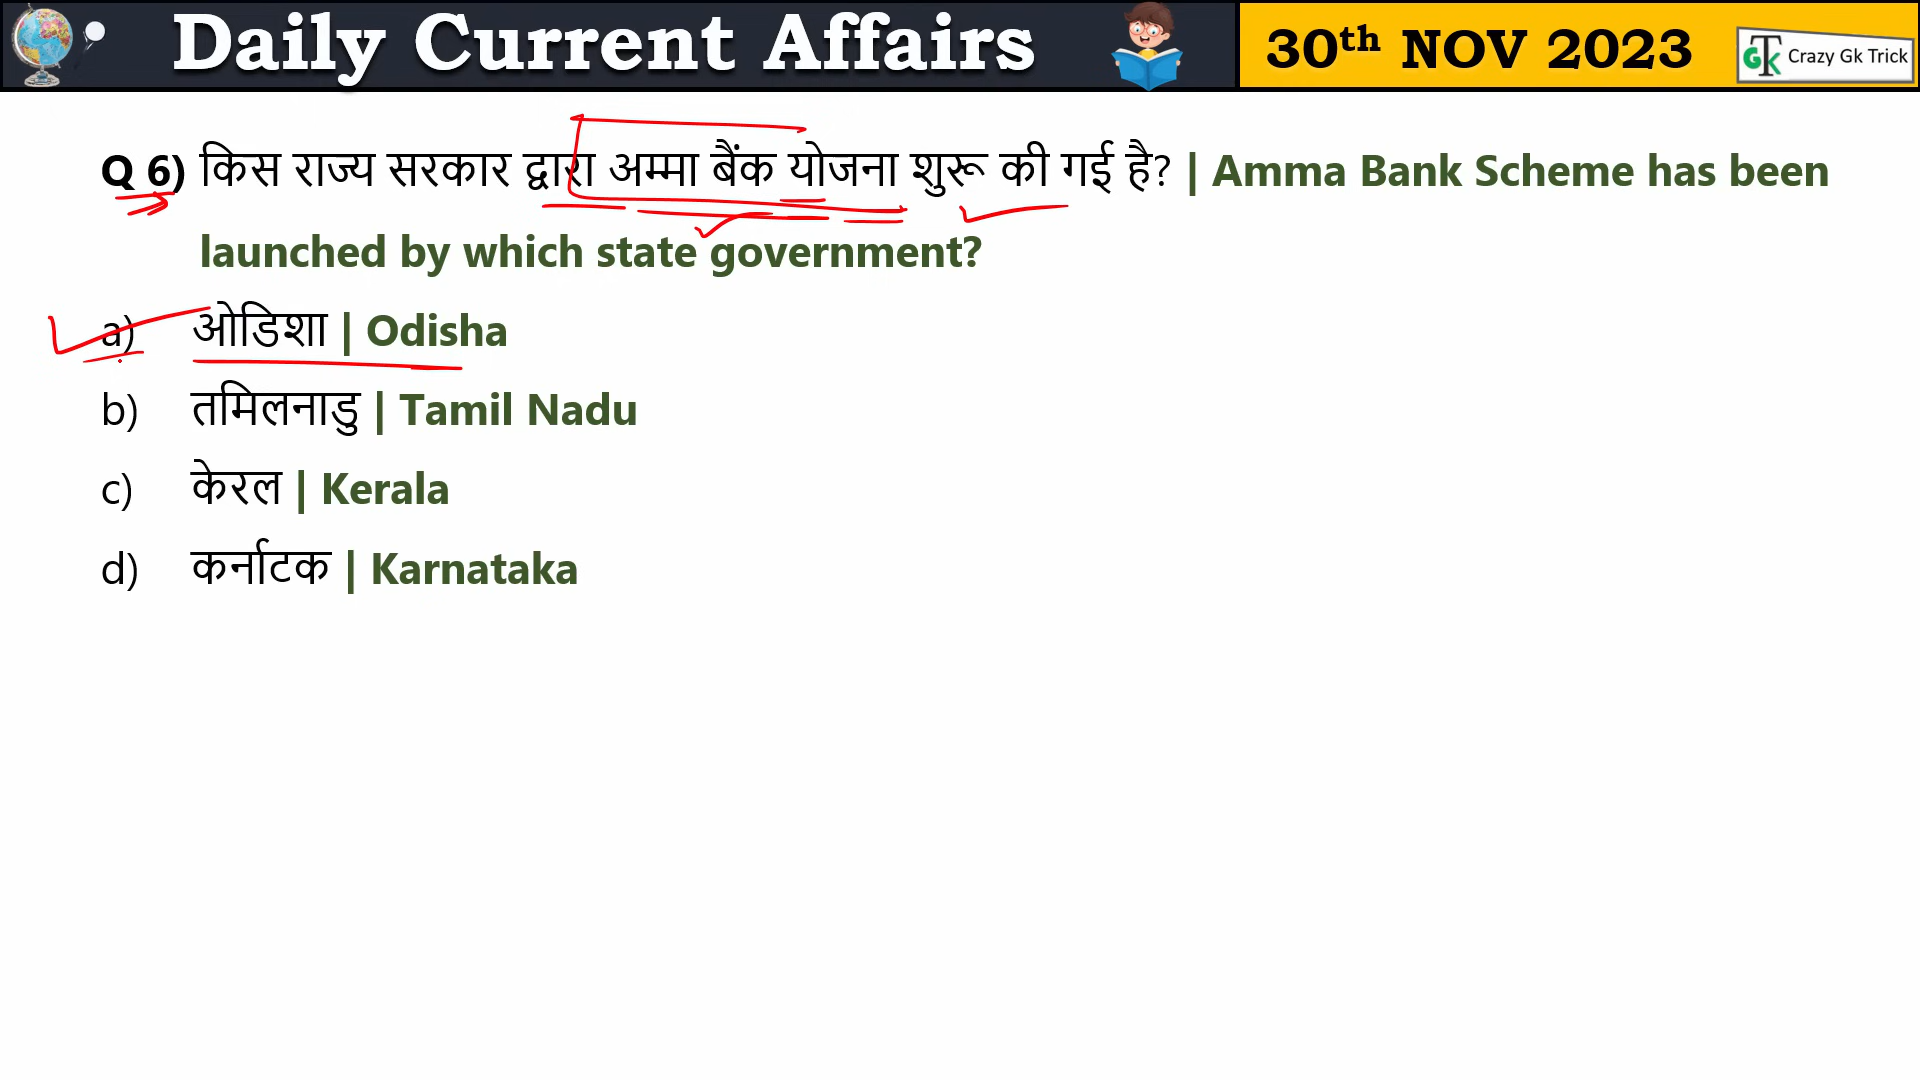 Daily Current Affairs
30th NOV 2023
GTK Crazy Gk Trick
Q 6) किस राज्य सरकार द्वारा अम्मा बैंक योजना शुरू की गई है? | Amma Bank Scheme has been
launched by which state government?
a) ओडिशा | Odisha
b) तमिलनाडु | Tamil Nadu
c) केरल | Kerala
d) कर्नाटक | Karnataka